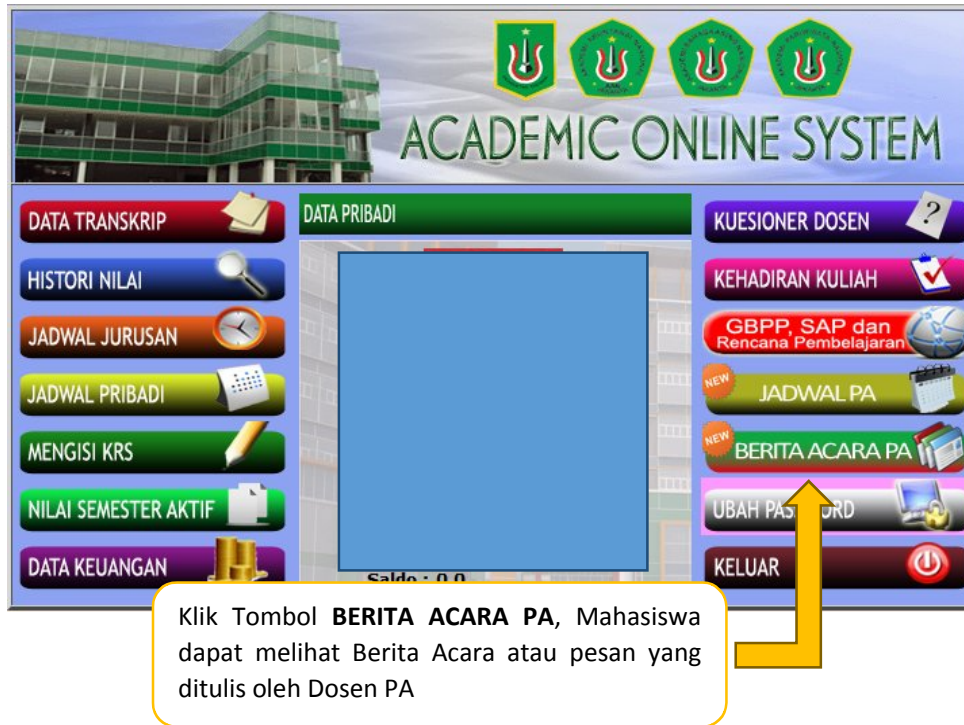 ACADEMIC ONLINE SYSTEM
DATA TRANSKRIP
HISTORI NILAI
JADWAL JURUSAN
JADWAL PRIBADI
MENGISI KRS
NILAI SEMESTER AKTIF
DATA KEUANGAN
DATA PRIBADI
Saldo : 0,0
KUESIONER DOSEN
KEHADIRAN KULIAH
GBPP, SAP dan
Rencana Pembelajaran
NEW
JADWAL PA
NEW
BERITA ACARA PA
UBAH PASSWORD
KELUAR
Klik Tombol BERITA ACARA PA, Mahasiswa
dapat melihat Berita Acara atau pesan yang
ditulis oleh Dosen PA